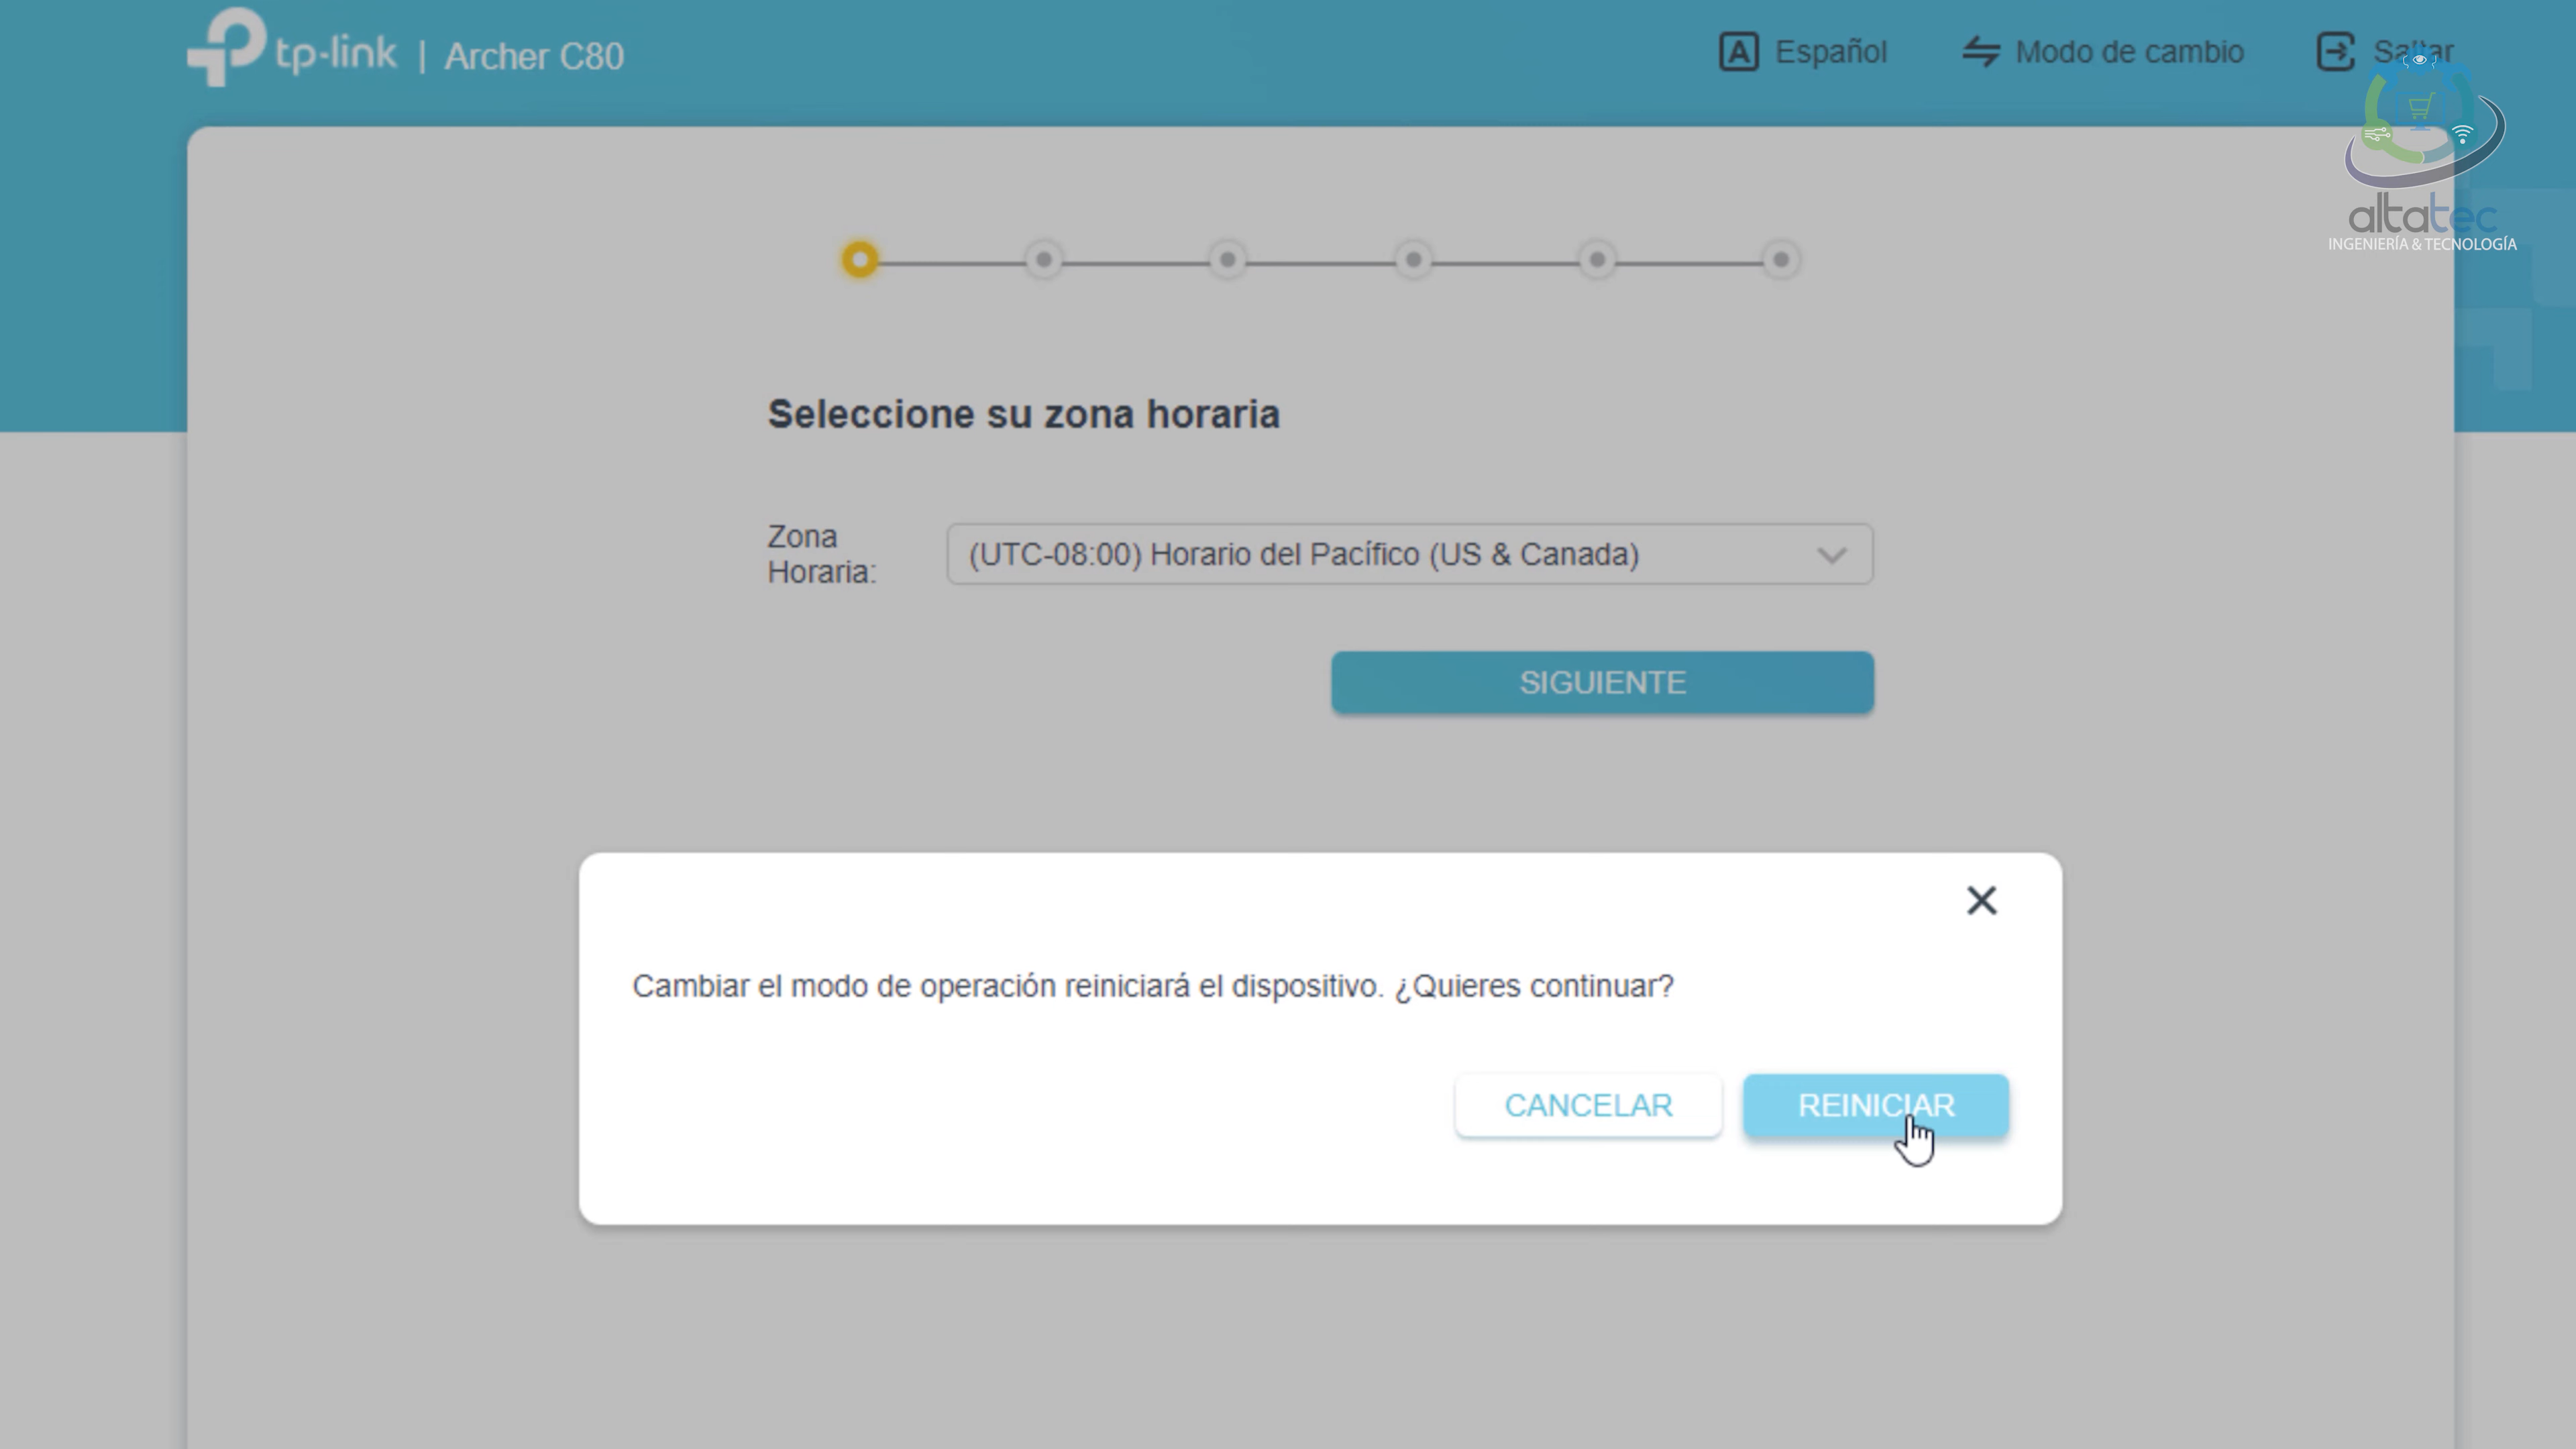 tp-link | Archer C80
A Español
Modo de cambio
Saltar
altatec
INGENIERÍA & TECNOLOGÍA
Seleccione su zona horaria
Zona
Horaria:
(UTC-08:00) Horario del Pacífico (US & Canada)
SIGUIENTE
Cambiar el modo de operación reiniciará el dispositivo. ¿Quieres continuar?
CANCELAR
REINICIAR